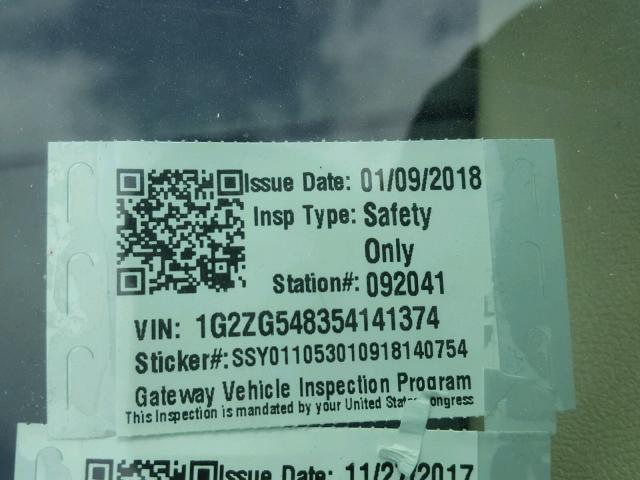 Issue Date: 01/09/2018
Insp Type: Safety
Only
Station#: 092041
VIN: 1G2ZG548354141374
Sticker#:SSY011053010918140754
Gateway Vehicle Inspection Program
This Inspection is mandated by your United States Congress
Issue Date: 11/27/2017